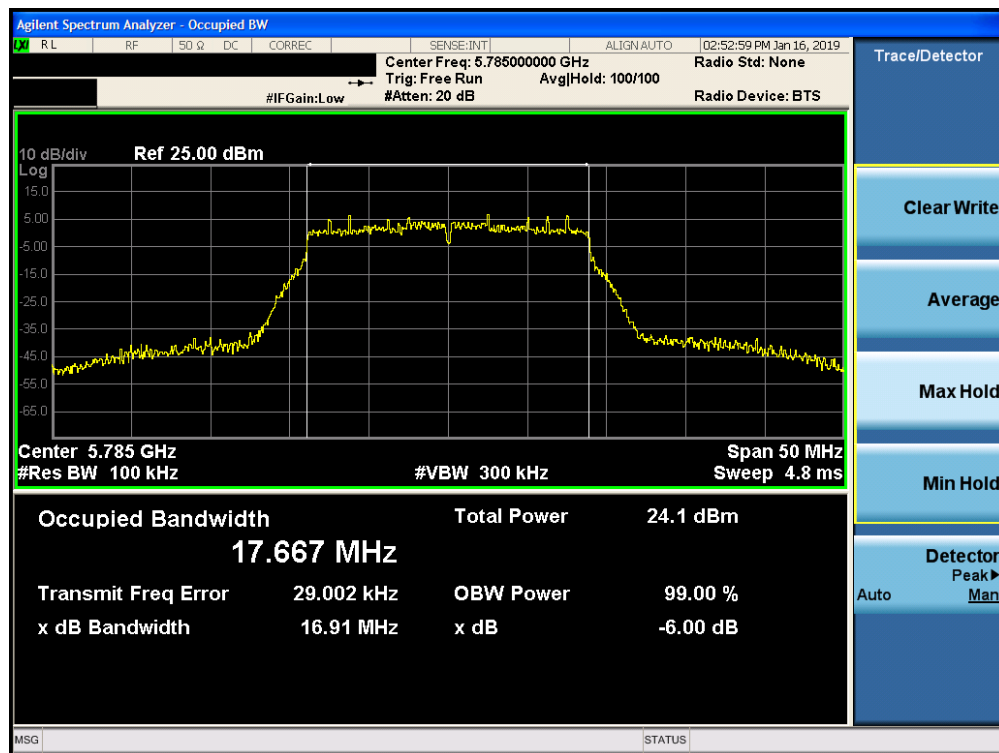 Agilent Spectrum Analyzer - Occupied BW
LXI RL RF 50 Ω DC CORREC SENSE:INT ALIGN AUTO 02:52:59 PM Jan 16, 2019
Center Freq: 5.785000000 GHz Radio Std: None
Trig: Free Run Avg|Hold: 100/100
#IFGain:Low #Atten: 20 dB Radio Device: BTS
Trace/Detector
10 dB/div Ref 25.00 dBm
Log
15.0
5.00
-5.00
-15.0
-25.0
-35.0
-45.0
-55.0
-65.0
Center 5.785 GHz Span 50 MHz
#Res BW 100 kHz #VBW 300 kHz Sweep 4.8 ms
Occupied Bandwidth Total Power 24.1 dBm
17.667 MHz
Transmit Freq Error 29.002 kHz OBW Power 99.00 %
x dB Bandwidth 16.91 MHz x dB -6.00 dB
Clear Write
Average
Max Hold
Min Hold
Detector
Peak▶
Auto Man
MSG STATUS